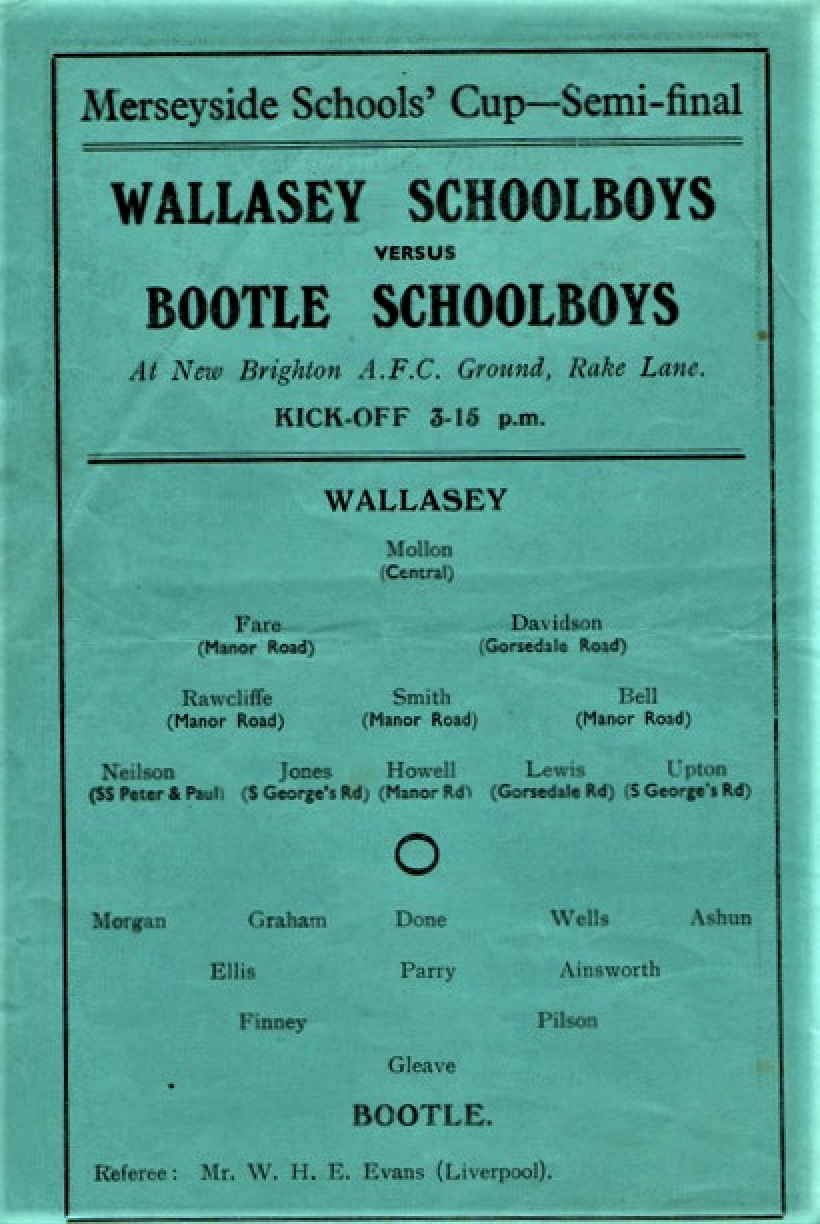 Merseyside Schools' Cup—Semi-final
WALLASEY SCHOOLBOYS
VERSUS
BOOTLE SCHOOLBOYS
At New Brighton A.F.C. Ground, Rake Lane.
KICK-OFF 3-15 p.m.
WALLASEY
Mollon
(Central)
Fare Davidson
(Manor Road) (Gorsedale Road)
Rawcliffe Smith Bell
(Manor Road) (Manor Road) (Manor Road)
Neilson Jones Howell Lewis Upton
(SS Peter & Paul) (S George's Rd) (Manor Rd) (Gorsedale Rd) (S George's Rd)
O
Morgan Graham Done Wells Ashun
Ellis Parry Ainsworth
Finney Pilson
Gleave
BOOTLE.
Referee: Mr. W. H. E. Evans (Liverpool).